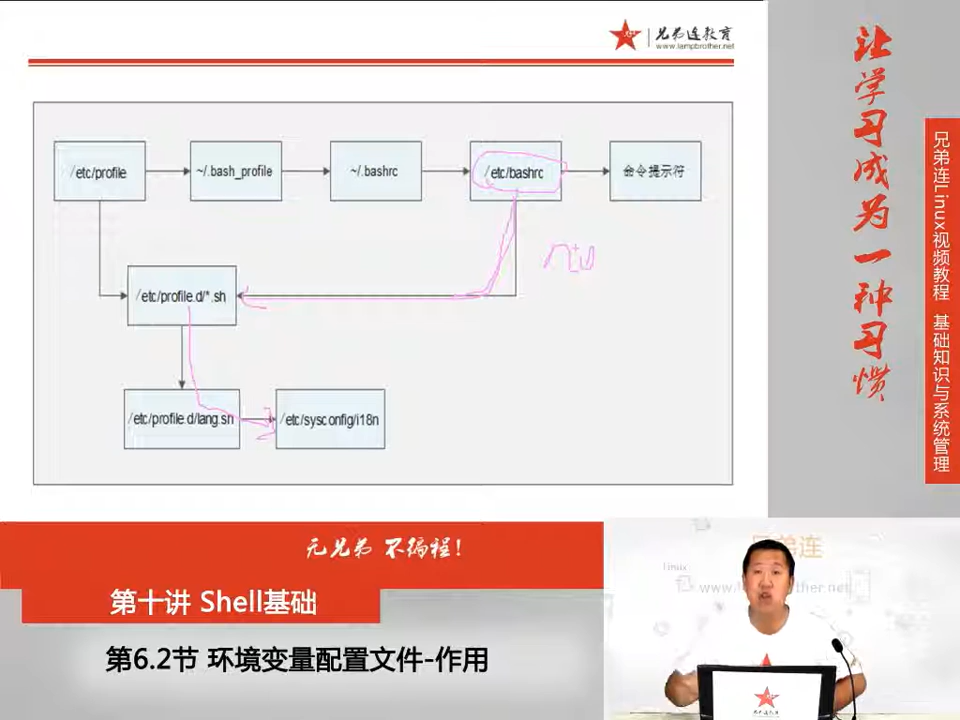 兄弟连教育
www.lampbrother.net
/etc/profile
~/.bash_profile
~/.bashrc
/etc/bashrc
命令提示符
/etc/profile.d/*.sh
/etc/profile.d/lang.sh
/etc/sysconfig/i18n
让学习成为一种习惯
兄弟连Linux视频教程 基础知识与系统管理
无兄弟 不编程!
第十讲 Shell基础
第6.2节 环境变量配置文件-作用
兄弟连
Linux